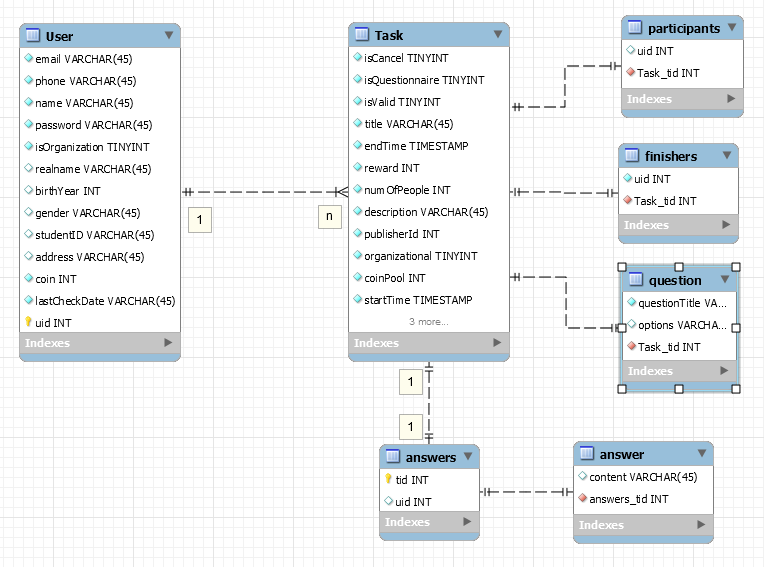 User
email VARCHAR(45)
phone VARCHAR(45)
name VARCHAR(45)
password VARCHAR(45)
isOrganization TINYINT
realname VARCHAR(45)
birthYear INT
gender VARCHAR(45)
studentID VARCHAR(45)
address VARCHAR(45)
coin INT
lastCheckDate VARCHAR(45)
uid INT
Indexes
1
n
Task
isCancel TINYINT
isQuestionnaire TINYINT
isValid TINYINT
title VARCHAR(45)
endTime TIMESTAMP
reward INT
numOfPeople INT
description VARCHAR(45)
publisherId INT
organizational TINYINT
coinPool INT
startTime TIMESTAMP
3 more...
Indexes
participants
uid INT
Task_tid INT
Indexes
finishers
uid INT
Task_tid INT
Indexes
question
questionTitle VA...
options VARCHA...
Task_tid INT
Indexes
1
1
answers
tid INT
uid INT
Indexes
answer
content VARCHAR(45)
answers_tid INT
Indexes